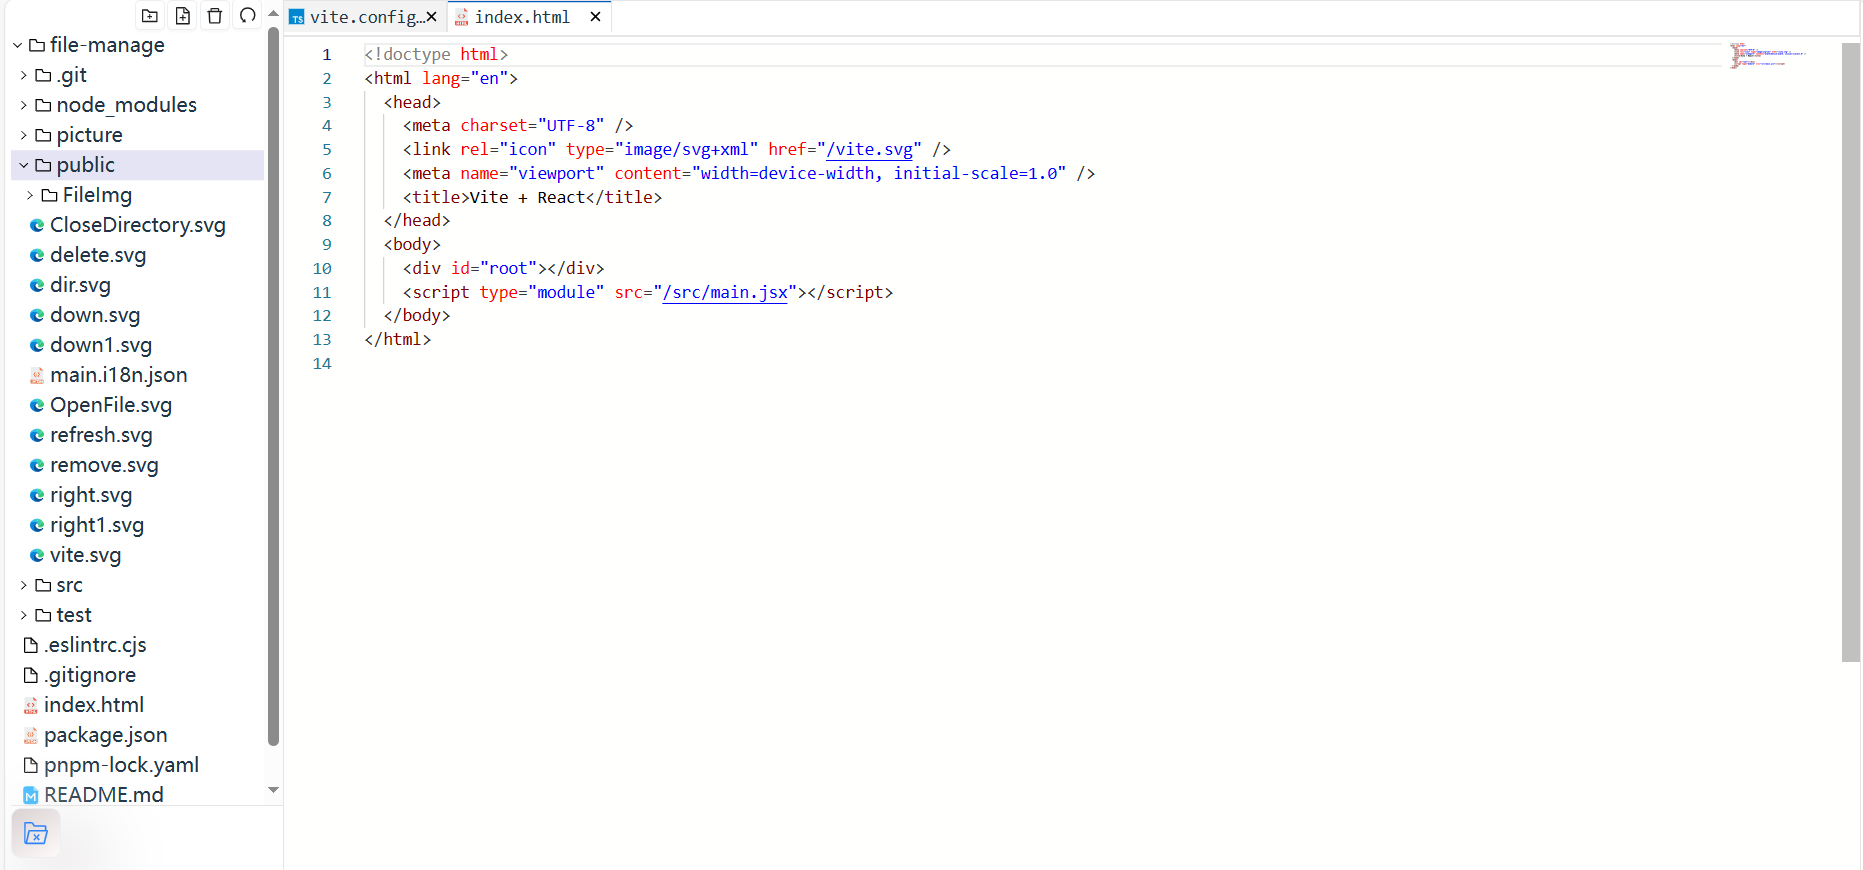 file-manage
.git
node_modules
picture
public
FileImg
CloseDirectory.svg
delete.svg
dir.svg
down.svg
down1.svg
main.i18n.json
OpenFile.svg
refresh.svg
remove.svg
right.svg
right1.svg
vite.svg
src
test
.eslintrc.cjs
.gitignore
index.html
package.json
pnpm-lock.yaml
README.md
vite.config... index.html
1 <!doctype html>
2 <html lang="en">
3 <head>
4 <meta charset="UTF-8" />
5 <link rel="icon" type="image/svg+xml" href="/vite.svg" />
6 <meta name="viewport" content="width=device-width, initial-scale=1.0" />
7 <title>Vite + React</title>
8 </head>
9 <body>
10 <div id="root"></div>
11 <script type="module" src="/src/main.jsx"></script>
12 </body>
13 </html>
14